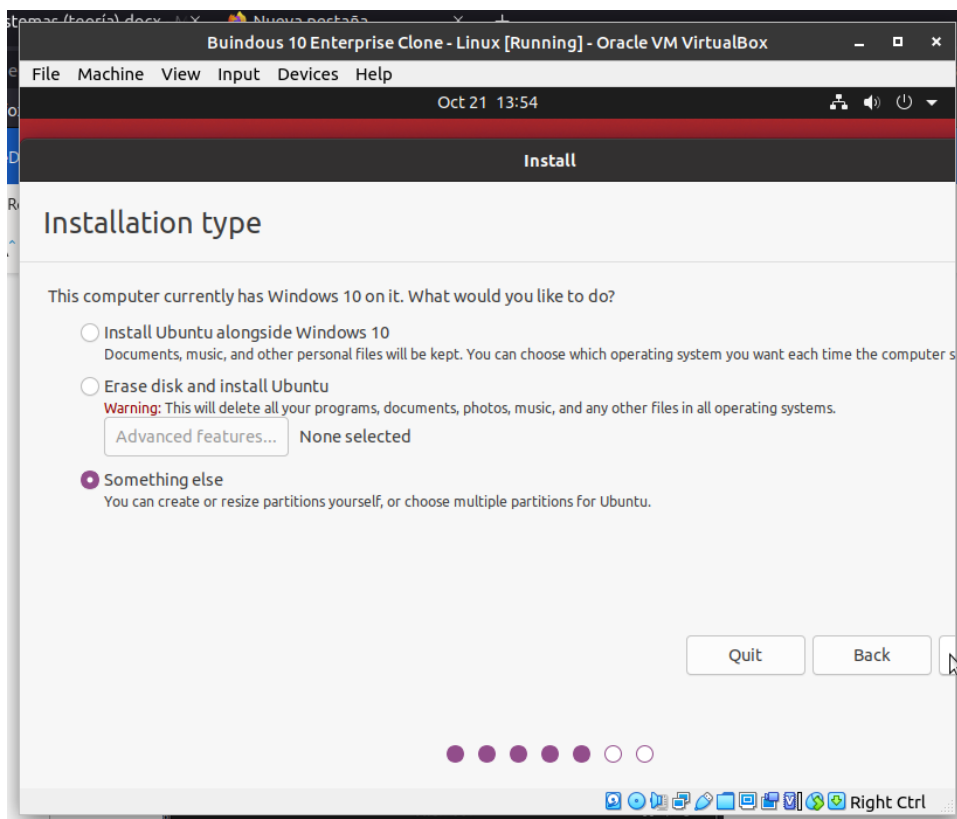 stemas (teoría).docx
Nueva pestaña
Buindous 10 Enterprise Clone - Linux [Running] - Oracle VM VirtualBox
File Machine View Input Devices Help
Oct 21 13:54
Install
Installation type
This computer currently has Windows 10 on it. What would you like to do?
Install Ubuntu alongside Windows 10
Documents, music, and other personal files will be kept. You can choose which operating system you want each time the computer s
Erase disk and install Ubuntu
Warning: This will delete all your programs, documents, photos, music, and any other files in all operating systems.
Advanced features... None selected
Something else
You can create or resize partitions yourself, or choose multiple partitions for Ubuntu.
Quit Back
Right Ctrl